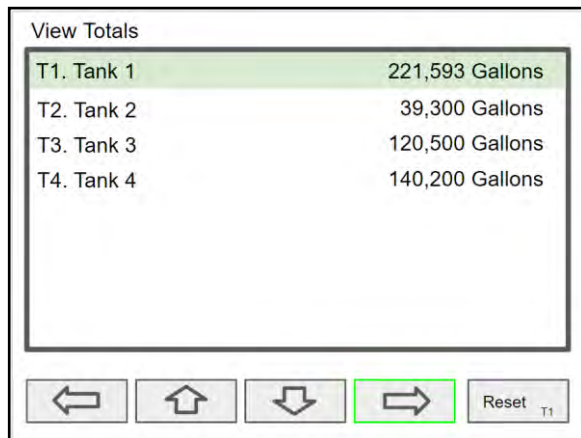 View Totals
T1. Tank 1 221,593 Gallons
T2. Tank 2 39,300 Gallons
T3. Tank 3 120,500 Gallons
T4. Tank 4 140,200 Gallons
Reset T1